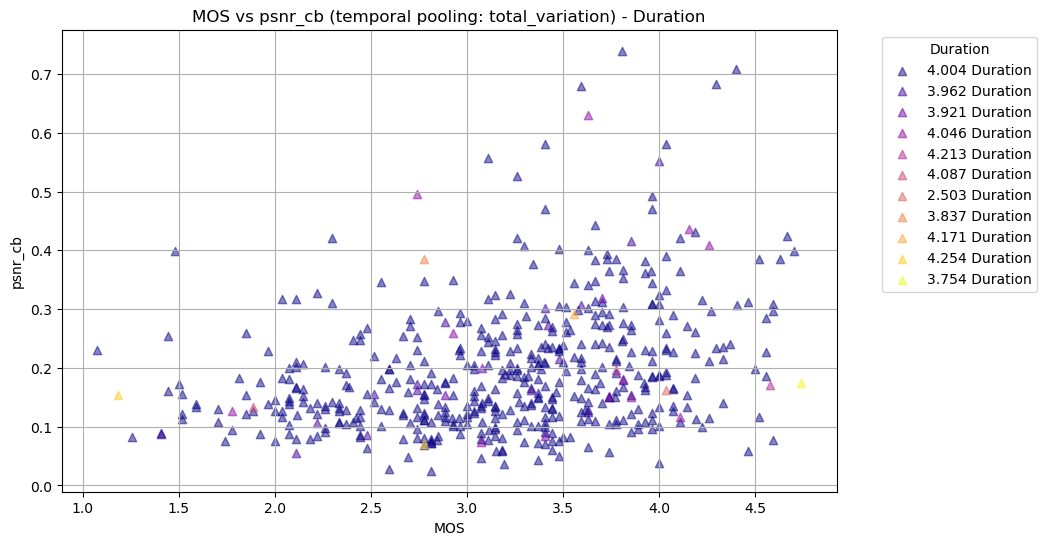 MOS vs psnr_cb (temporal pooling: total_variation) - Duration
psnr_cb
0.7
0.6
0.5
0.4
0.3
0.2
0.1
0.0
1.0 1.5 2.0 2.5 3.0 3.5 4.0 4.5
MOS
Duration
4.004 Duration
3.962 Duration
3.921 Duration
4.046 Duration
4.213 Duration
4.087 Duration
2.503 Duration
3.837 Duration
4.171 Duration
4.254 Duration
3.754 Duration